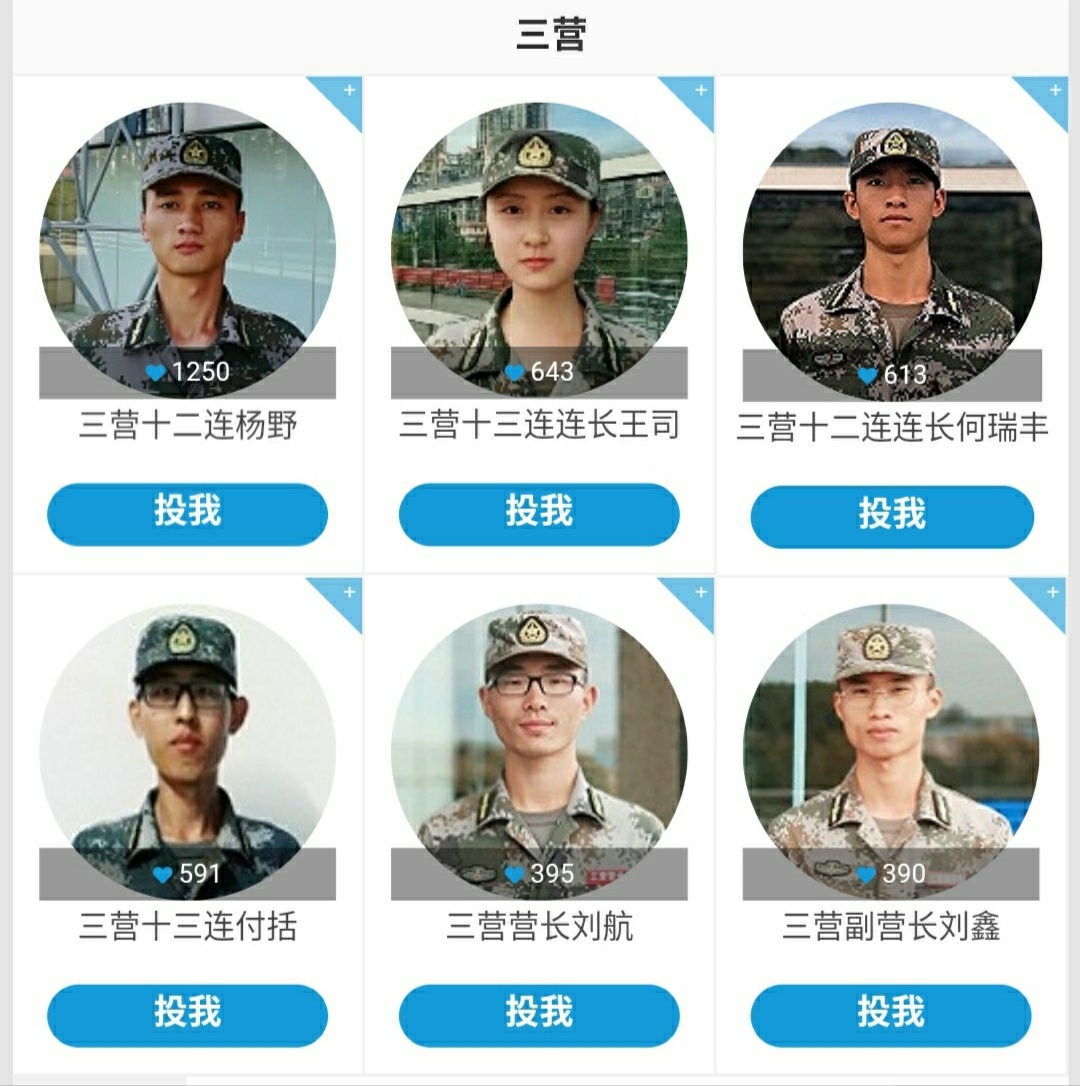 三营
1250
643
613
三营十二连杨野
三营十三连连长王司
三营十二连连长何瑞丰
投我
投我
投我
591
395
390
三营十三连付括
三营营长刘航
三营副营长刘鑫
投我
投我
投我